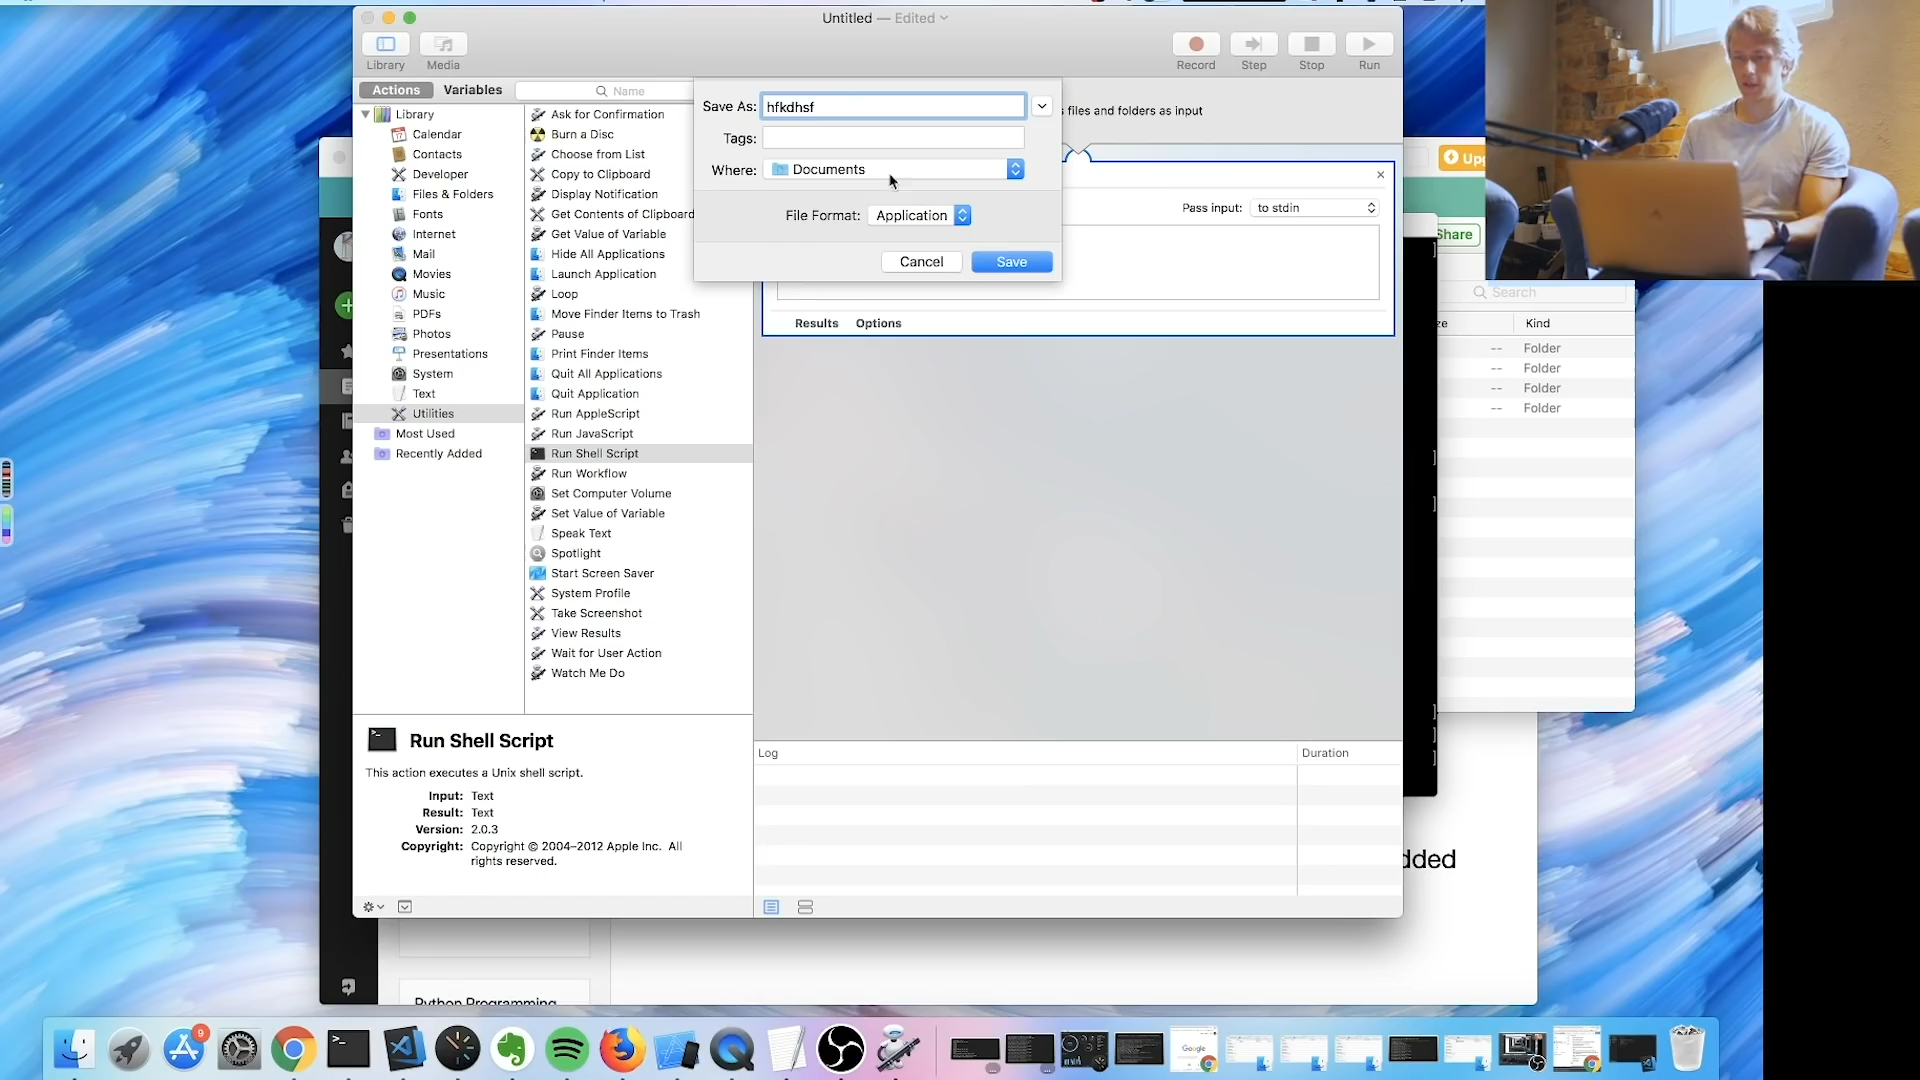 Untitled — Edited
Library
Media
Record
Step
Stop
Run
Actions
Variables
Name
Library
Calendar
Contacts
Developer
Files & Folders
Fonts
Internet
Mail
Movies
Music
PDFs
Photos
Presentations
System
Text
Utilities
Most Used
Recently Added
Ask for Confirmation
Burn a Disc
Choose from List
Copy to Clipboard
Display Notification
Get Contents of Clipboard
Get Value of Variable
Hide All Applications
Launch Application
Loop
Move Finder Items to Trash
Pause
Print Finder Items
Quit All Applications
Quit Application
Run AppleScript
Run JavaScript
Run Shell Script
Run Workflow
Set Computer Volume
Set Value of Variable
Speak Text
Spotlight
Start Screen Saver
System Profile
Take Screenshot
View Results
Wait for User Action
Watch Me Do
Save As: hfkdhsf
Tags:
Where: Documents
File Format: Application
Cancel
Save
s files and folders as input
Pass input: to stdin
Results
Options
Upg
Share
Search
ze
Kind
-- Folder
-- Folder
-- Folder
-- Folder
Run Shell Script
This action executes a Unix shell script.
Input: Text
Result: Text
Version: 2.0.3
Copyright: Copyright © 2004–2012 Apple Inc. All
rights reserved.
Log
Duration
dded
Python Programming
9
Google